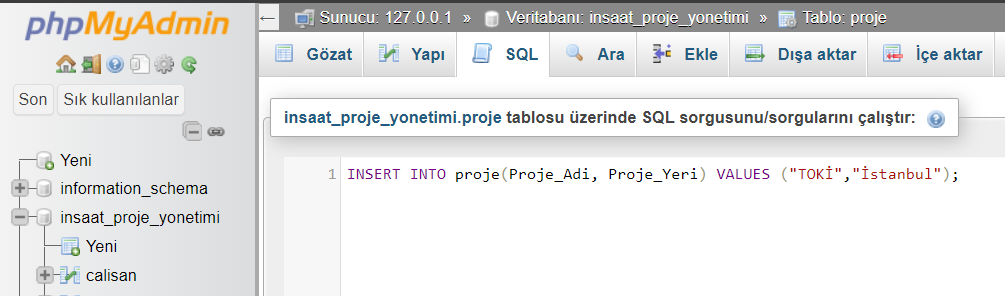 phpMyAdmin
Sunucu: 127.0.0.1 » Veritabanı: insaat_proje_yonetimi » Tablo: proje
Gözat Yapı SQL Ara Ekle Dışa aktar İçe aktar
Son Sık kullanılanlar
insaat_proje_yonetimi.proje tablosu üzerinde SQL sorgusunu/sorgularını çalıştır:
Yeni
information_schema
insaat_proje_yonetimi
Yeni
calisan
1 INSERT INTO proje(Proje_Adi, Proje_Yeri) VALUES ("TOKİ","İstanbul");